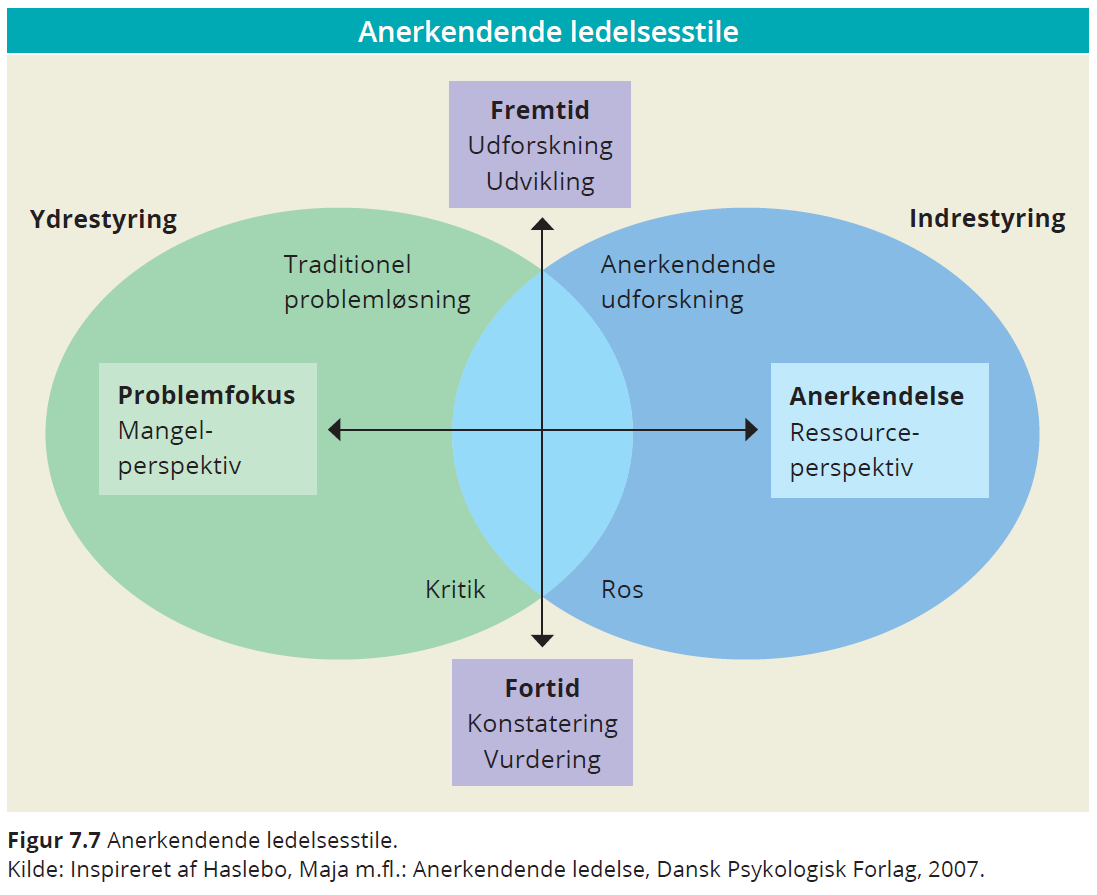 Anerkendende ledelsesstile
Fremtid
Udforskning
Udvikling
Ydrestyring
Indrestyring
Traditionel
problemløsning
Anerkendende
udforskning
Problemfokus
Mangel-
perspektiv
Anerkendelse
Ressource-
perspektiv
Kritik
Ros
Fortid
Konstatering
Vurdering
Figur 7.7 Anerkendende ledelsesstile.
Kilde: Inspireret af Haslebo, Maja m.fl.: Anerkendende ledelse, Dansk Psykologisk Forlag, 2007.